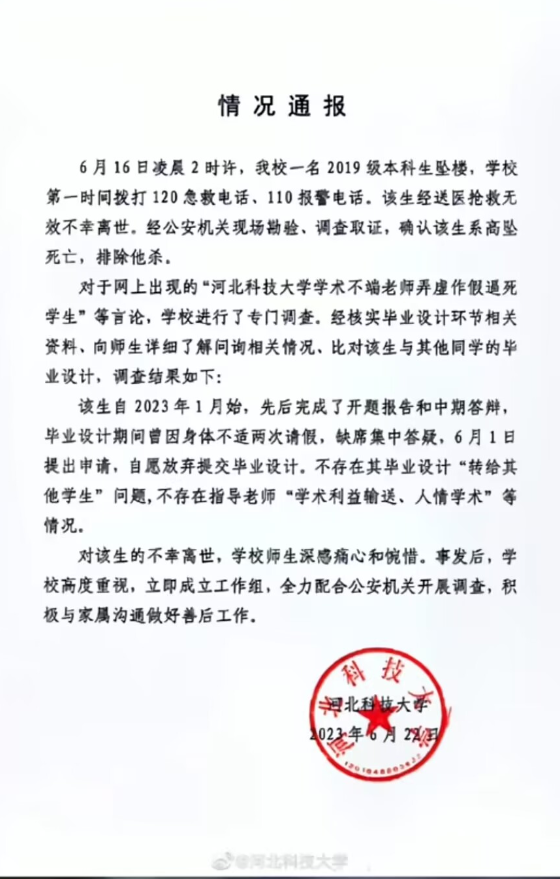 情况通报
6月16日凌晨2时许，我校一名2019级本科生坠楼，学校
第一时间拨打120急救电话、110报警电话。该生经送医抢救无
效不幸离世。经公安机关现场勘验、调查取证，确认该生系高坠
死亡，排除他杀。
对于网上出现的“河北科技大学学术不端老师弄虚作假逼死
学生”等言论，学校进行了专门调查。经核实毕业设计环节相关
资料、向师生详细了解问询相关情况、比对该生与其他同学的毕
业设计，调查结果如下：
该生自2023年1月始，先后完成了开题报告和中期答辩，
毕业设计期间曾因身体不适两次请假，缺席集中答疑，6月1日
提出申请，自愿放弃提交毕业设计。不存在其毕业设计“转给其
他学生”问题,不存在指导老师“学术利益输送、人情学术”等
情况。
对该生的不幸离世，学校师生深感痛心和惋惜。事发后，学
校高度重视，立即成立工作组，全力配合公安机关开展调查，积
极与家属沟通做好善后工作。
河北科技大学
河北科技大学
2023年6月22日
@河北科技大学